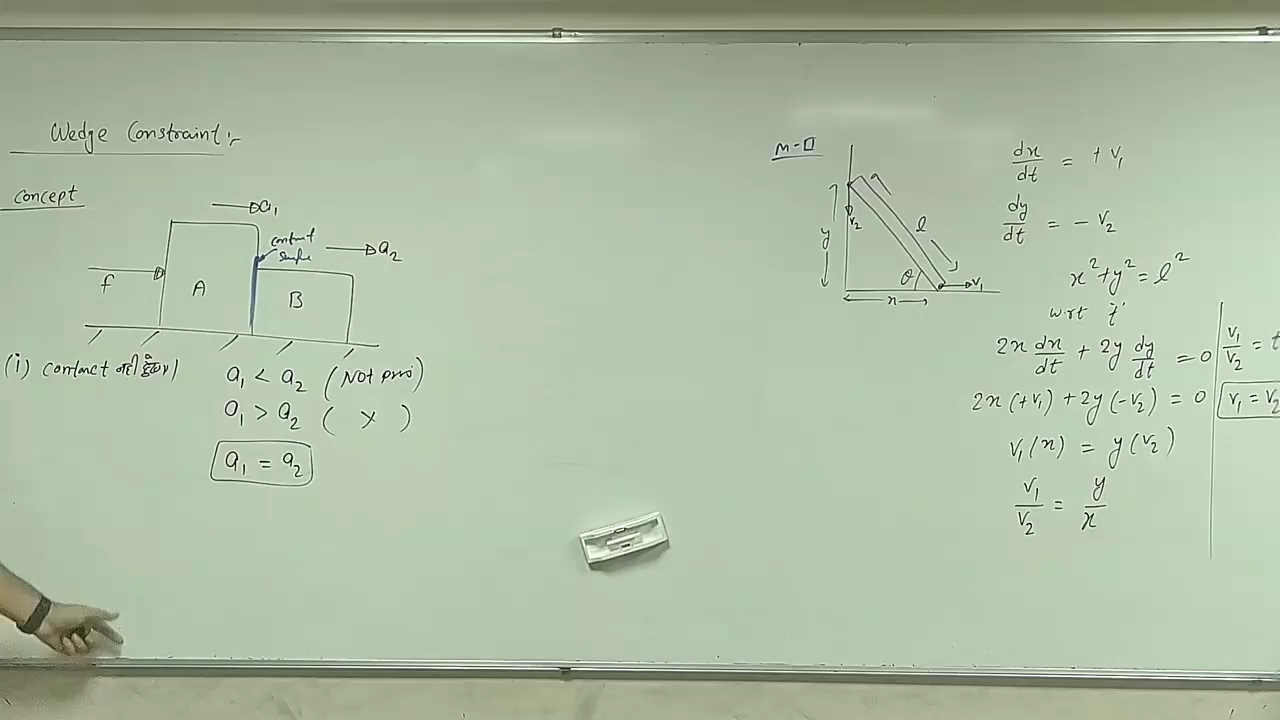 Wedge Constraint:-
Concept
a₁
contact
a₂
f
A
B
(i) contact नहीं
a₁ < a₂ (Not
a₁ > a₂ ( × )
a₁ = a₂
M-II
y
v₂
l
θ
v₁
x
dx/dt = + v₁
dy/dt = - v₂
x² + y² = l²
wrt 't'
2x dx/dt + 2y dy/dt = 0
2x (+v₁) + 2y (-v₂) = 0
v₁(x) = y(v₂)
v₁/v₂ = y/x
v₁/v₂ = t
v₁ = v₂